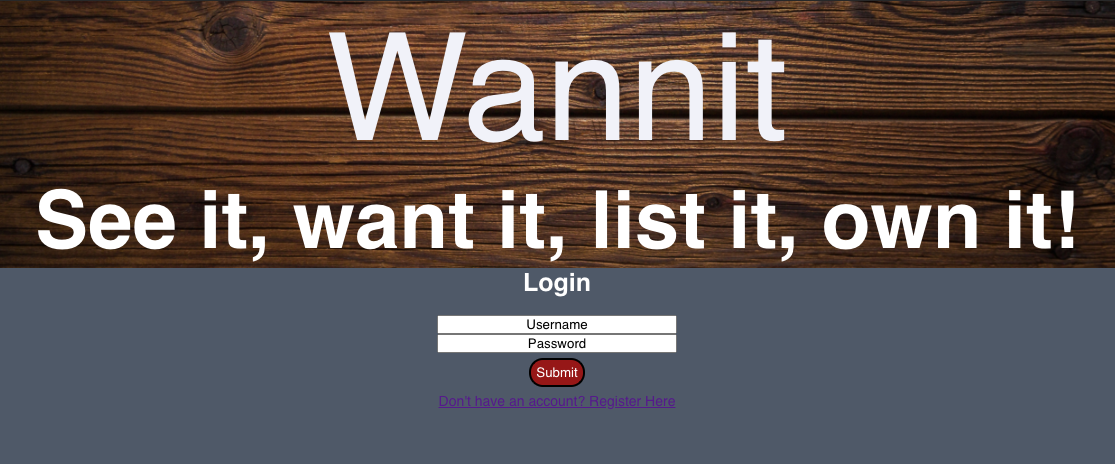 Wannit
See it, want it, list it, own it!
Login
Username
Password
Submit
Don't have an account? Register Here